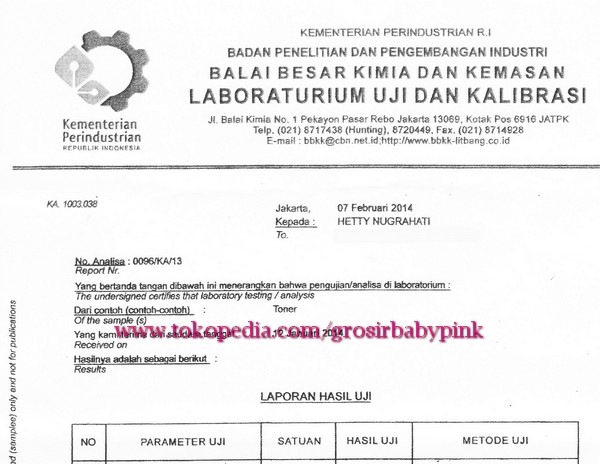 KEMENTERIAN PERINDUSTRIAN R.I
BADAN PENELITIAN DAN PENGEMBANGAN INDUSTRI
BALAI BESAR KIMIA DAN KEMASAN
LABORATURIUM UJI DAN KALIBRASI
Jl. Balai Kimia No. 1 Pekayon Pasar Rebo Jakarta 13069, Kotak Pos 6916 JATPK
Telp. (021) 8717438 (Hunting), 8720449, Fax. (021) 8714928
E-mail : bbkk@cbn.net.id;http://www.bbkk-litbang.co.id
Kementerian
Perindustrian
REPUBLIK INDONESIA
KA. 1003.038
Jakarta, 07 Februari 2014
Kepada : HETTY NUGRAHATI
To.
No. Analisa : 0096/KA/13
Report Nr.
Yang bertanda tangan dibawah ini menerangkan bahwa pengujian/analisa di laboratorium :
The undersigned certifies that laboratory testing / analysis
Dari contoh (contoh-contoh) : Toner
Of the sample (s)
www.tokopedia.com/grosirbabypink
Yang kami terima dari saudara tanggal : 12 Januari 2014
Received on
Hasilnya adalah sebagai berikut :
Results
LAPORAN HASIL UJI
NO PARAMETER UJI SATUAN HASIL UJI METODE UJI
(samplee) only and not for publications